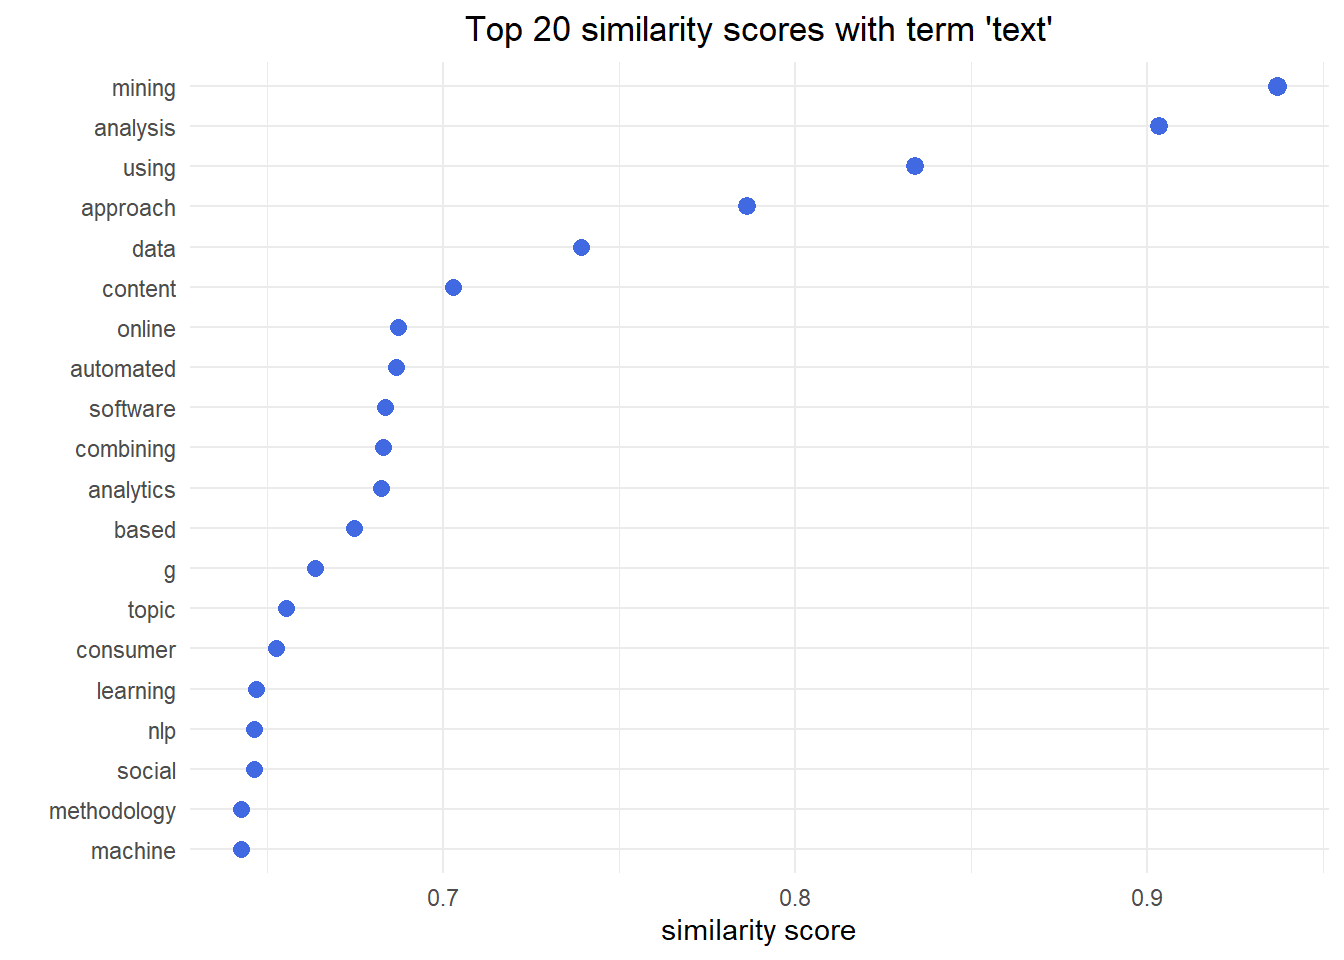 Top 20 similarity scores with term 'text'
mining
analysis
using
approach
data
content
online
automated
software
combining
analytics
based
g
topic
consumer
learning
nlp
social
methodology
machine
0.7 0.8 0.9
similarity score